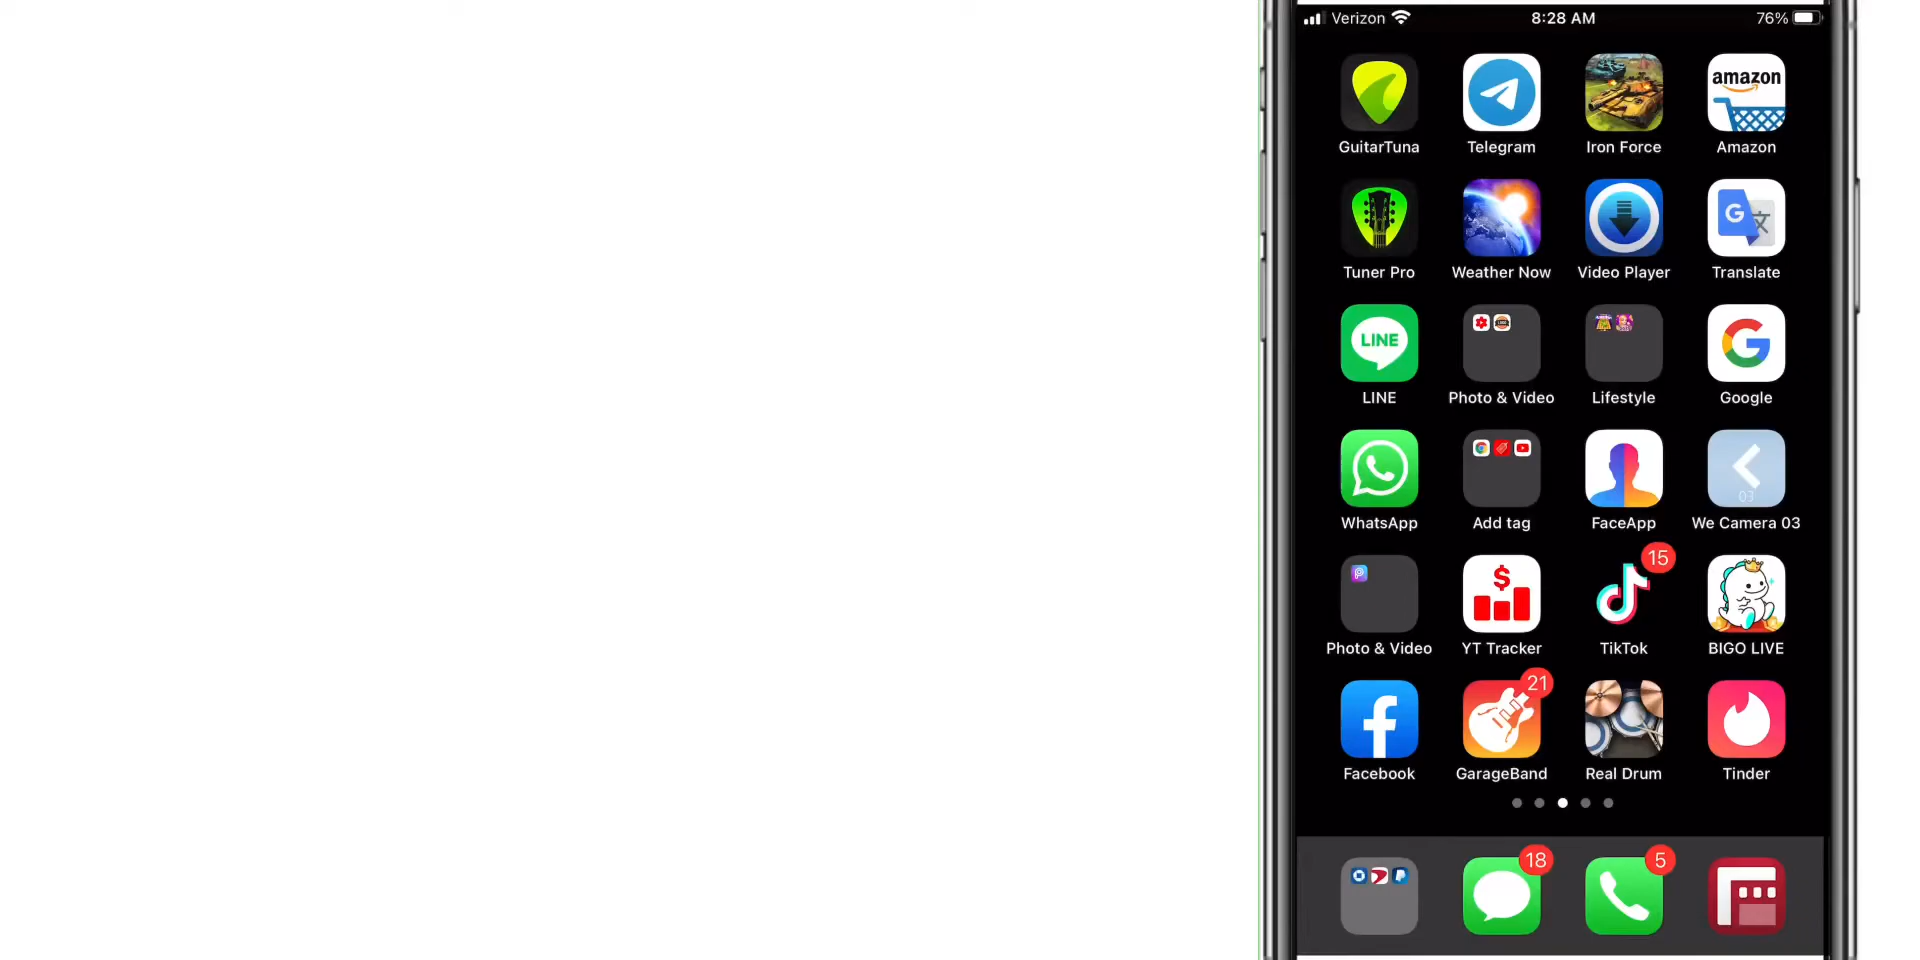 Verizon 8:28 AM 76%
amazon
GuitarTuna Telegram Iron Force Amazon
G 文
Tuner Pro Weather Now Video Player Translate
LINE G
LINE Photo & Video Lifestyle Google
03
WhatsApp Add tag FaceApp We Camera 03
15
$
Photo & Video YT Tracker TikTok BIGO LIVE
21
Facebook GarageBand Real Drum Tinder
18 5